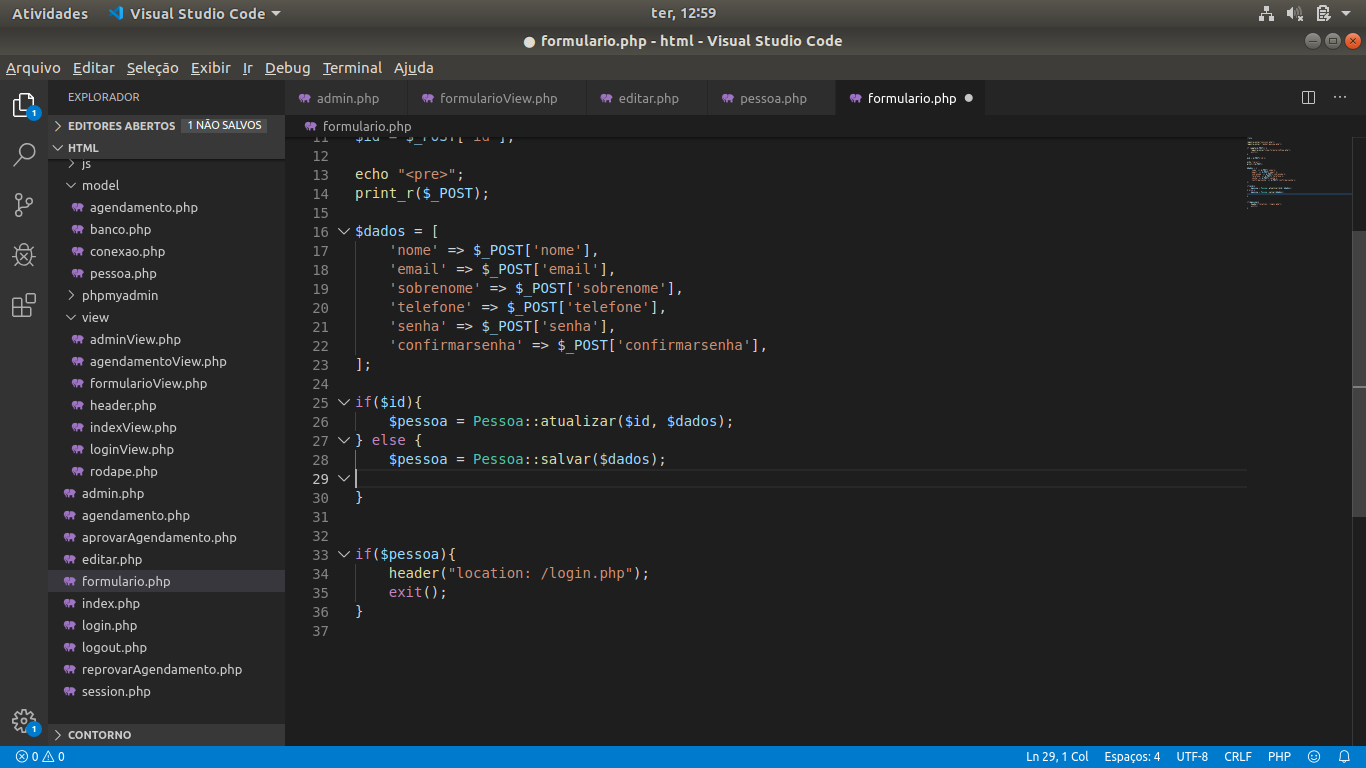 Atividades Visual Studio Code ter, 12:59
● formulario.php - html - Visual Studio Code
Arquivo Editar Seleção Exibir Ir Debug Terminal Ajuda
EXPLORADOR
EDITORES ABERTOS 1 NÃO SALVOS
HTML
js
model
agendamento.php
banco.php
conexao.php
pessoa.php
phpmyadmin
view
adminView.php
agendamentoView.php
formularioView.php
header.php
indexView.php
loginView.php
rodape.php
admin.php
agendamento.php
aprovarAgendamento.php
editar.php
formulario.php
index.php
login.php
logout.php
reprovarAgendamento.php
session.php
CONTORNO
1
1
admin.php formularioView.php editar.php pessoa.php formulario.php ●
formulario.php
11 $id = $_POST['id'];
12
13 echo "<pre>";
14 print_r($_POST);
15
16 $dados = [
17     'nome' => $_POST['nome'],
18     'email' => $_POST['email'],
19     'sobrenome' => $_POST['sobrenome'],
20     'telefone' => $_POST['telefone'],
21     'senha' => $_POST['senha'],
22     'confirmarsenha' => $_POST['confirmarsenha'],
23 ];
24
25 if($id){
26     $pessoa = Pessoa::atualizar($id, $dados);
27 } else {
28     $pessoa = Pessoa::salvar($dados);
29
30 }
31
32
33 if($pessoa){
34     header("location: /login.php");
35     exit();
36 }
37
0 0 Ln 29, 1 Col Espaços: 4 UTF-8 CRLF PHP